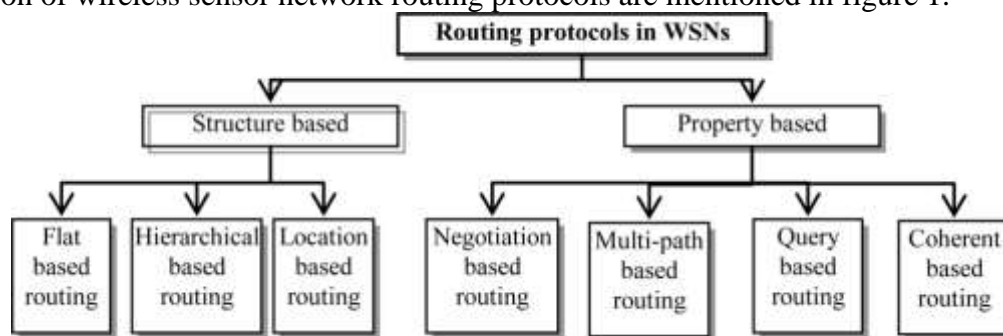 on of wireless sensor network routing protocols are mentioned in figure 1.
Routing protocols in WSNs
Structure based
Property based
Flat
based
routing
Hierarchical
based
routing
Location
based
routing
Negotiation
based
routing
Multi-path
based
routing
Query
based
routing
Coherent
based
routing